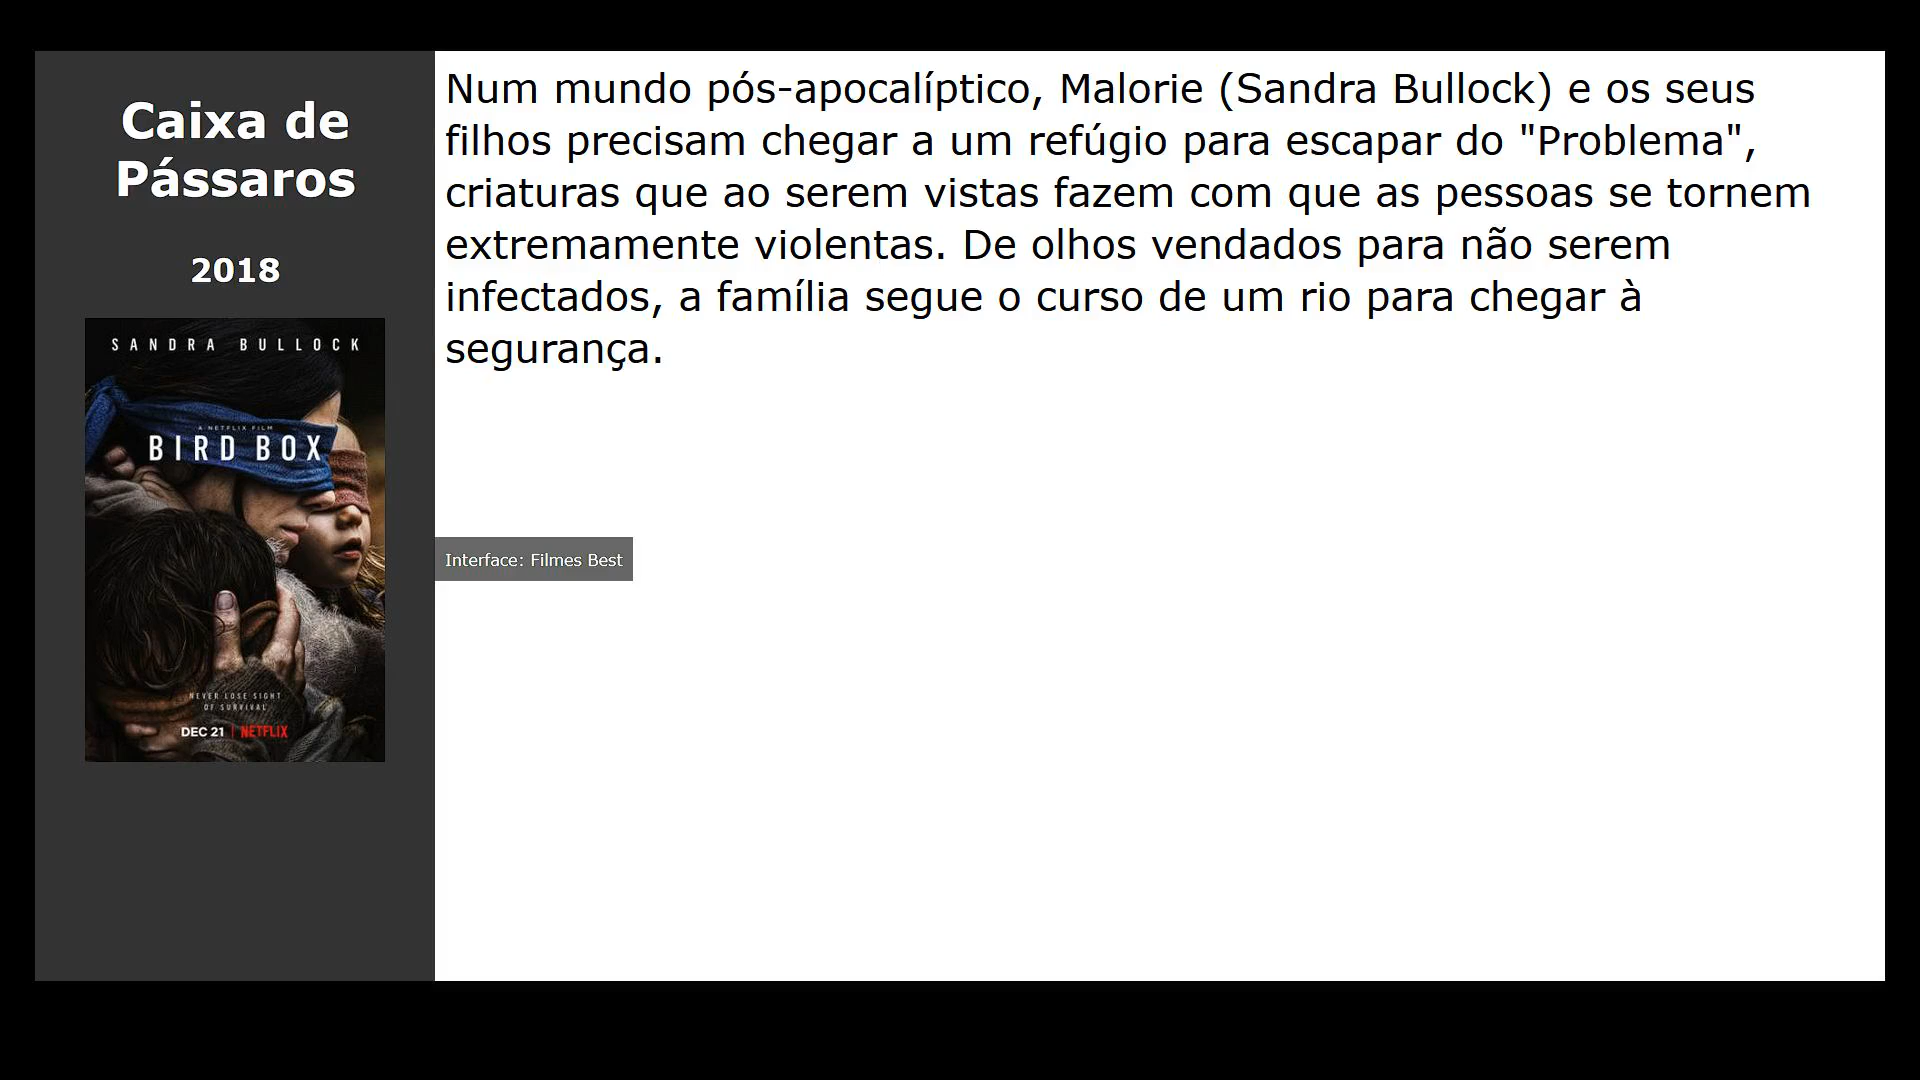 Caixa de
Pássaros
2018
SANDRA BULLOCK
A NETFLIX FILM
BIRD BOX
NEVER LOSE SIGHT
OF SURVIVAL
DEC 21 | NETFLIX
Num mundo pós-apocalíptico, Malorie (Sandra Bullock) e os seus
filhos precisam chegar a um refúgio para escapar do "Problema",
criaturas que ao serem vistas fazem com que as pessoas se tornem
extremamente violentas. De olhos vendados para não serem
infectados, a família segue o curso de um rio para chegar à
segurança.
Interface: Filmes Best